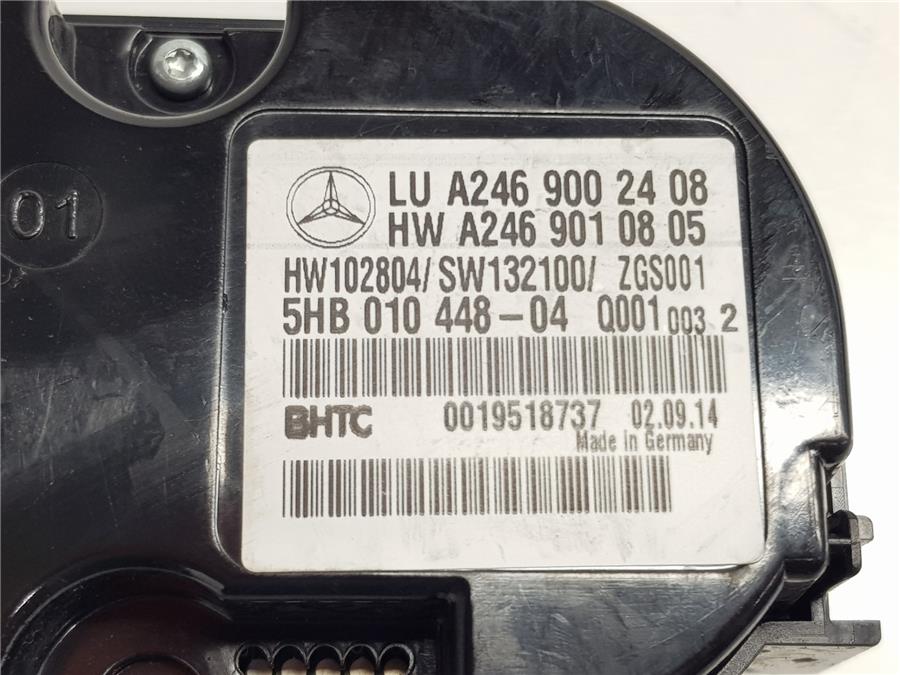 01
LU A246 900 24 08
HW A246 901 08 05
HW102804/ SW132100/ ZGS001
5HB 010 448-04 Q001 003 2
BHTC 0019518737 02.09.14
Made in Germany